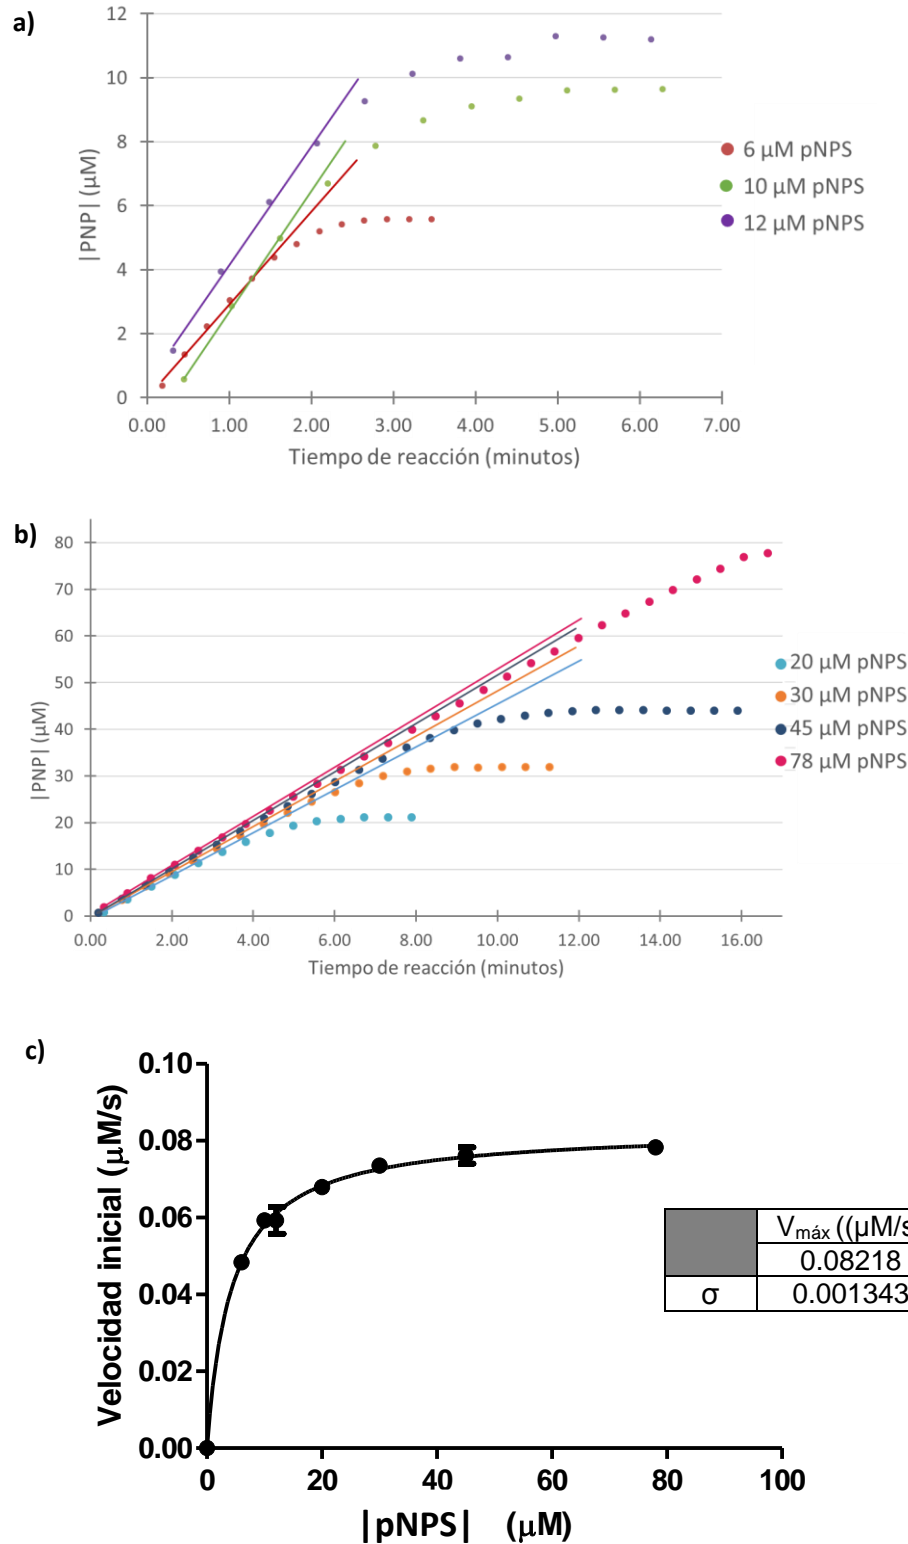 a)
12
10
8
6
4
2
0
|PNP| (µM)
0.00 1.00 2.00 3.00 4.00 5.00 6.00 7.00
Tiempo de reacción (minutos)
6 µM pNPS
10 µM pNPS
12 µM pNPS
b)
80
70
60
50
40
30
20
10
0
|PNP| (µM)
0.00 2.00 4.00 6.00 8.00 10.00 12.00 14.00 16.00
Tiempo de reacción (minutos)
20 µM pNPS
30 µM pNPS
45 µM pNPS
78 µM pNPS
c)
0.10
0.08
0.06
0.04
0.02
0.00
Velocidad inicial (µM/s)
0 20 40 60 80 100
|pNPS| (µM)
Vmáx ((µM/s
0.08218
σ 0.001343